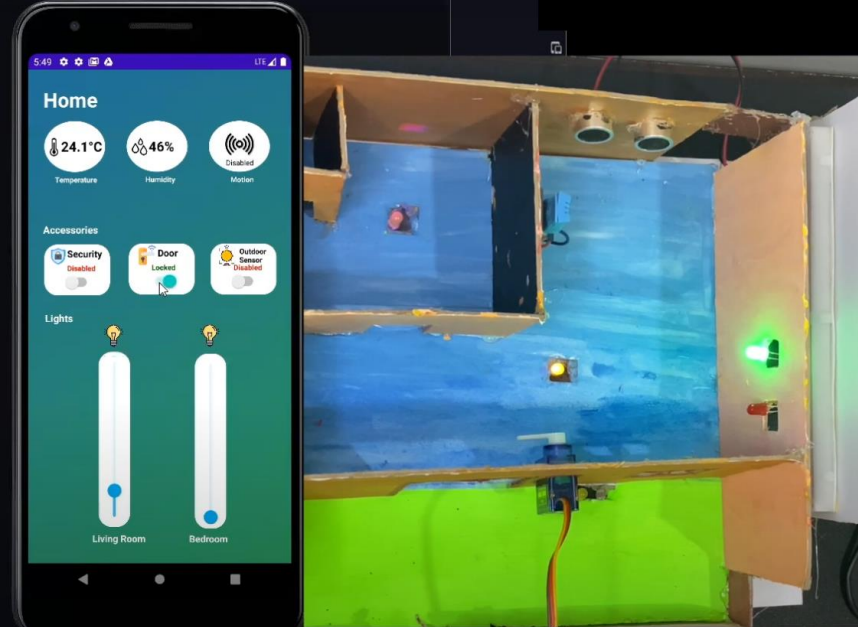 5:49
LTE
Home
24.1°C
46%
Disabled
Temperature
Humidity
Motion
Accessories
Security
Disabled
Door
Locked
Outdoor
Sensor
Disabled
Lights
Living Room
Bedroom